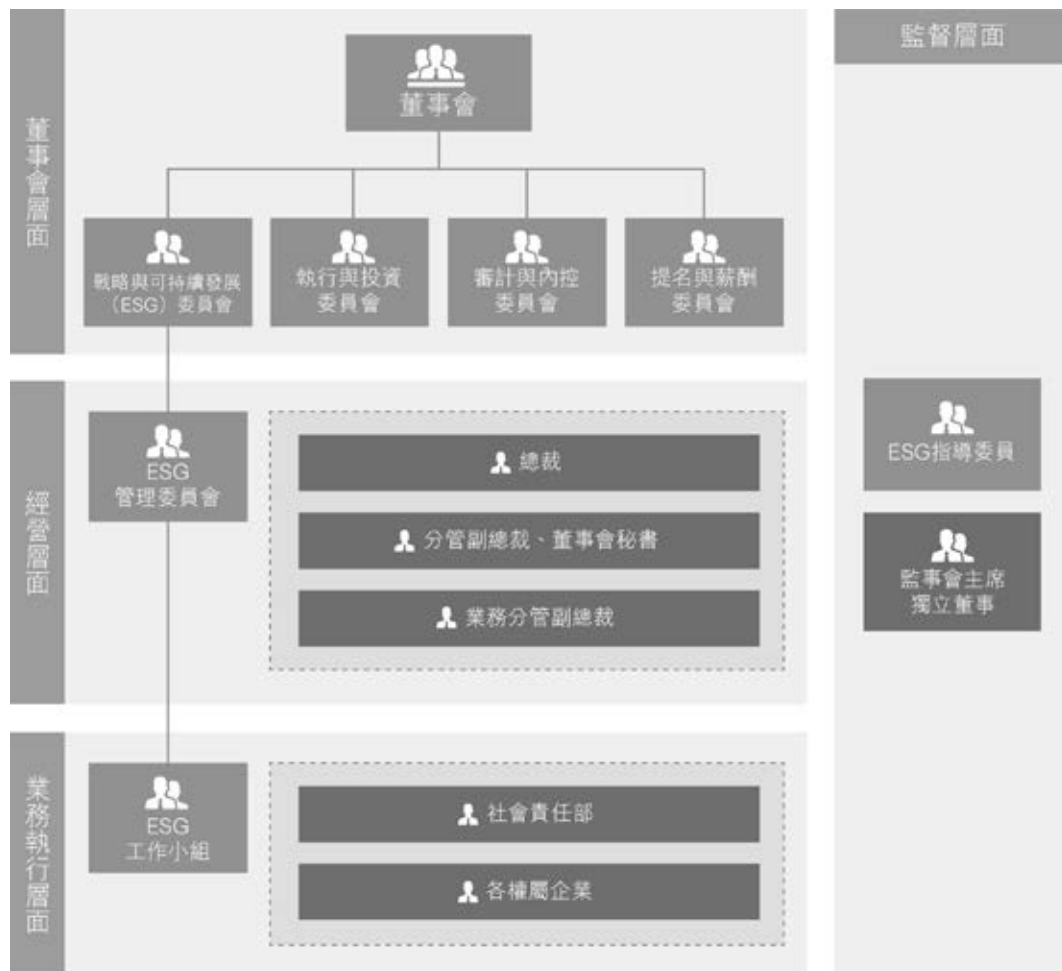 董事會層面
董事會
戰略與可持續發展
（ESG）委員會
執行與投資
委員會
審計與內控
委員會
提名與薪酬
委員會
經營層面
ESG
管理委員會
總裁
分管副總裁、董事會秘書
業務分管副總裁
業務執行層面
ESG
工作小組
社會責任部
各權屬企業
監督層面
ESG指導委員
監事會主席
獨立董事